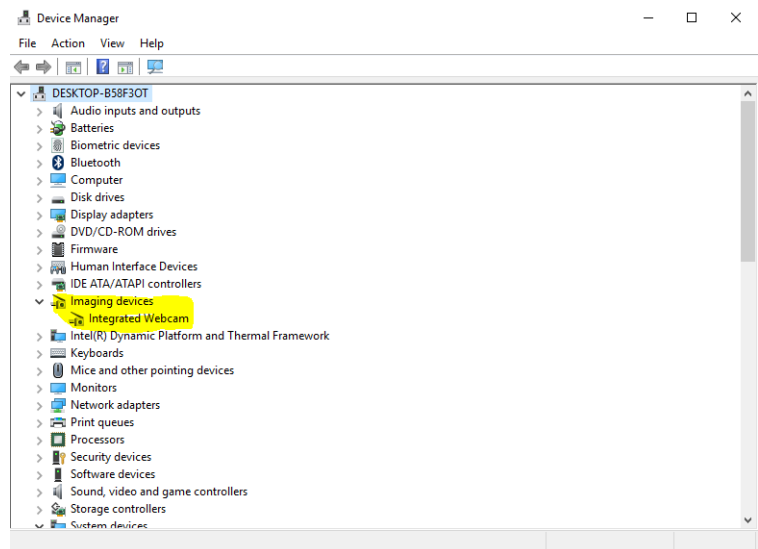 Device Manager
File Action View Help
DESKTOP-B58F3OT
Audio inputs and outputs
Batteries
Biometric devices
Bluetooth
Computer
Disk drives
Display adapters
DVD/CD-ROM drives
Firmware
Human Interface Devices
IDE ATA/ATAPI controllers
Imaging devices
Integrated Webcam
Intel(R) Dynamic Platform and Thermal Framework
Keyboards
Mice and other pointing devices
Monitors
Network adapters
Print queues
Processors
Security devices
Software devices
Sound, video and game controllers
Storage controllers
System devices